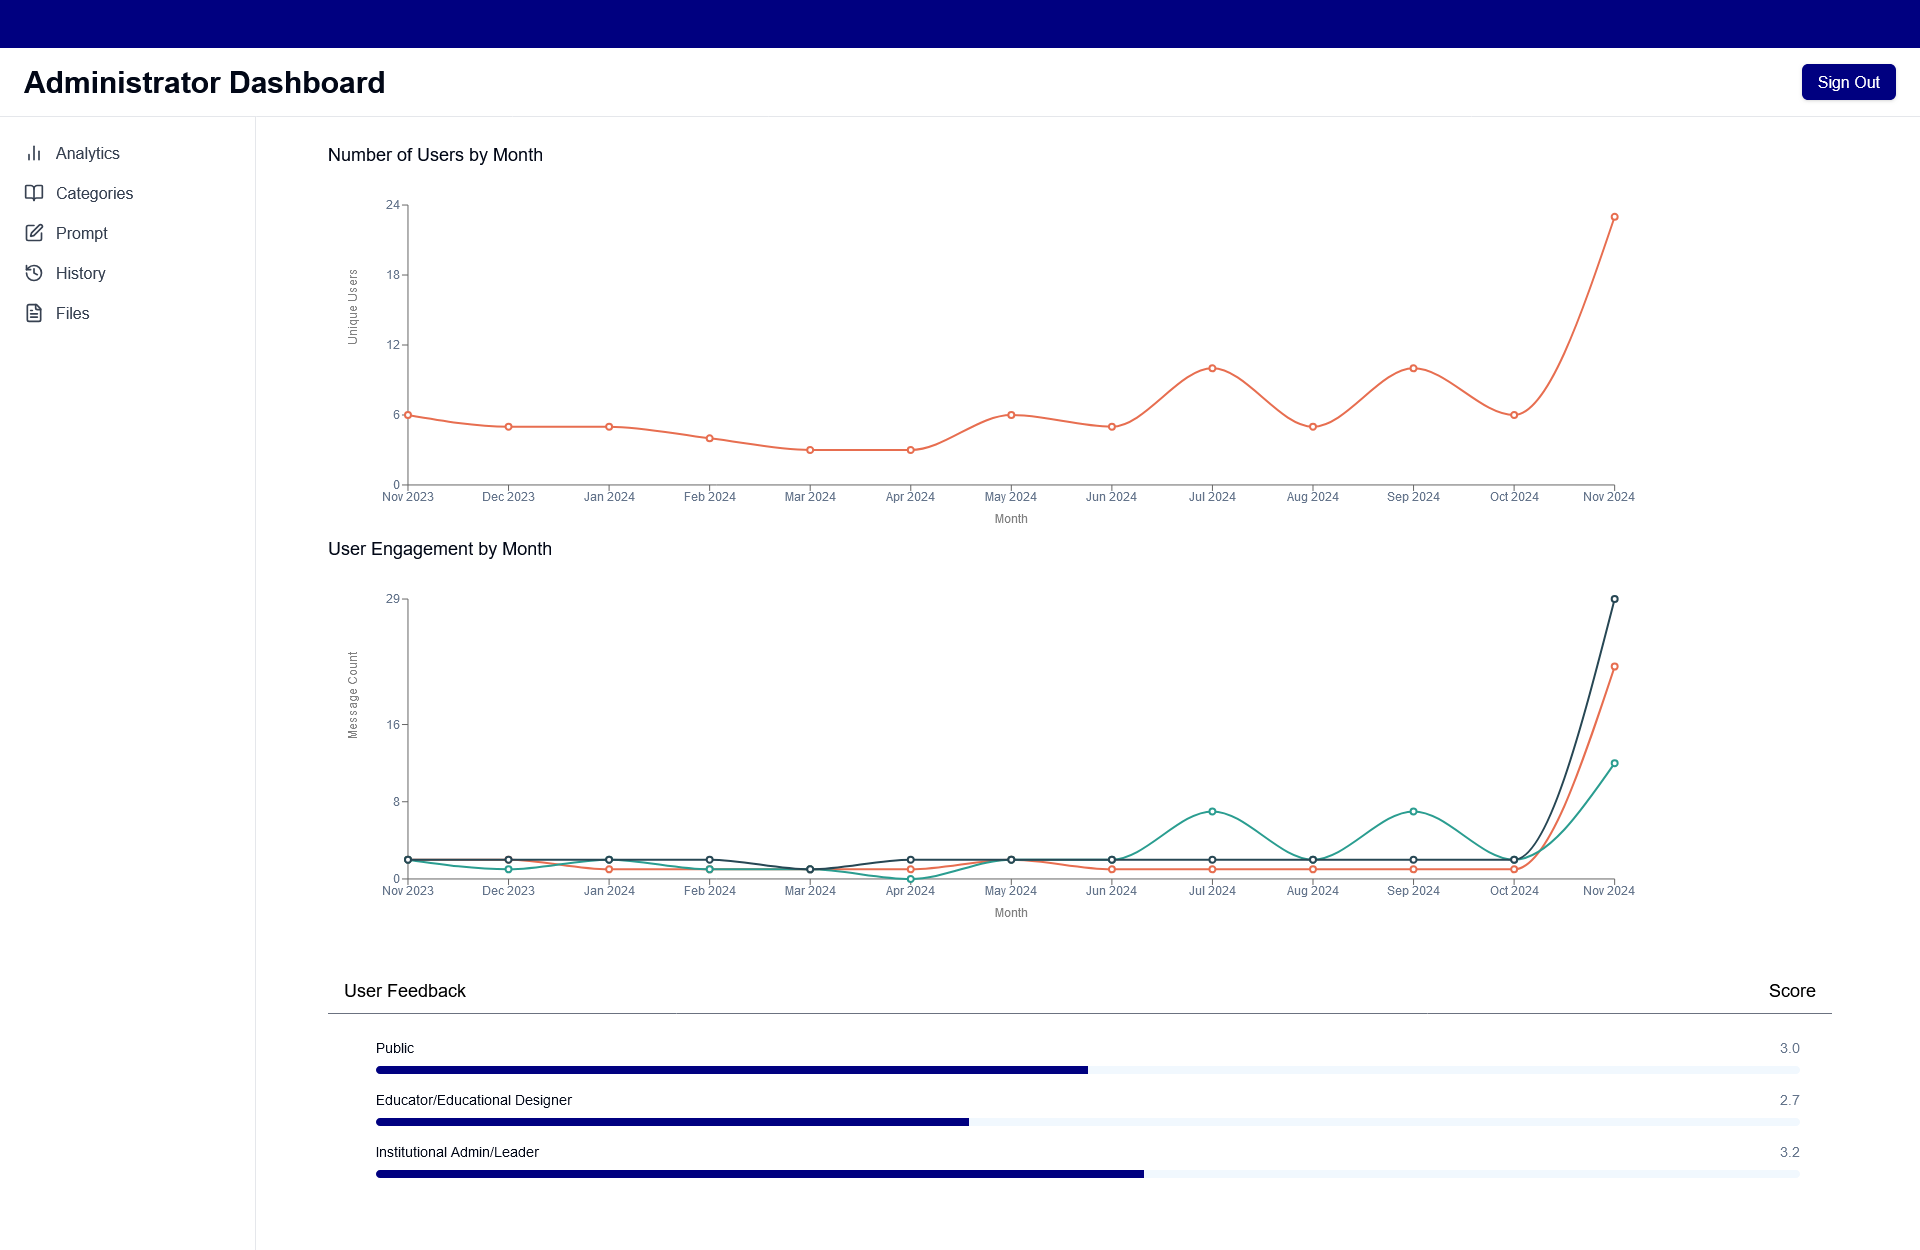 Administrator Dashboard
Sign Out
Analytics
Categories
Prompt
History
Files
Number of Users by Month
24
18
12
6
0
Unique Users
Nov 2023 Dec 2023 Jan 2024 Feb 2024 Mar 2024 Apr 2024 May 2024 Jun 2024 Jul 2024 Aug 2024 Sep 2024 Oct 2024 Nov 2024
Month
User Engagement by Month
29
16
8
0
Message Count
Nov 2023 Dec 2023 Jan 2024 Feb 2024 Mar 2024 Apr 2024 May 2024 Jun 2024 Jul 2024 Aug 2024 Sep 2024 Oct 2024 Nov 2024
Month
User Feedback Score
Public 3.0
Educator/Educational Designer 2.7
Institutional Admin/Leader 3.2